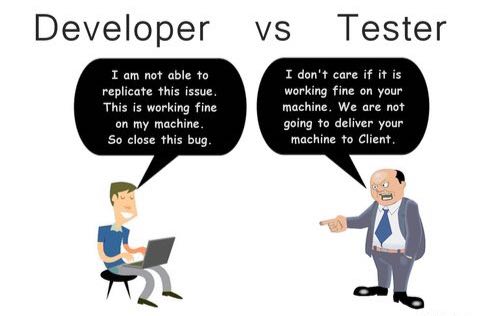 Developer vs Tester
I am not able to
replicate this issue.
This is working fine
on my machine.
So close this bug.
I don't care if it is
working fine on your
machine. We are not
going to deliver your
machine to Client.